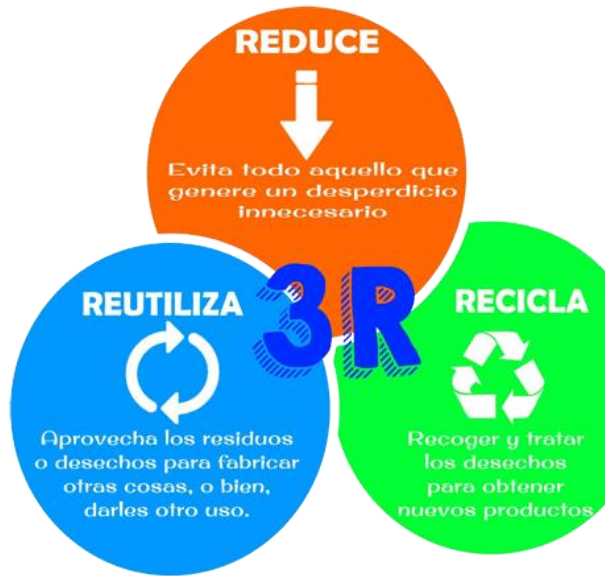 REDUCE
Evita todo aquello que
genere un desperdicio
innecesario
3R
REUTILIZA
Aprovecha los residuos
o desechos para fabricar
otras cosas, o bien,
darles otro uso.
RECICLA
Recoger y tratar
los desechos
para obtener
nuevos productos